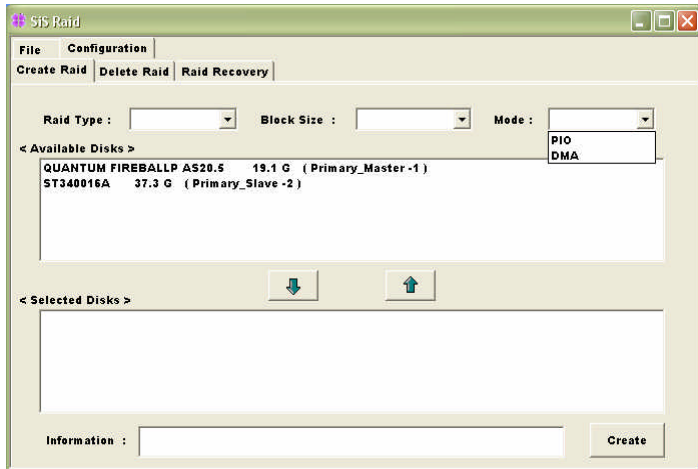 SiS Raid
File Configuration
Create Raid Delete Raid Raid Recovery
Raid Type : Block Size : Mode :
PIO
DMA
< Available Disks >
QUANTUM FIREBALLP AS20.5 19.1 G ( Primary_Master -1 )
ST340016A 37.3 G ( Primary_Slave -2 )
< Selected Disks >
Information :
Create